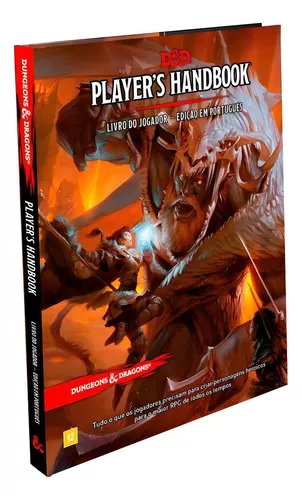 D&D
PLAYER'S HANDBOOK
LIVRO DO JOGADOR – EDIÇÃO EM PORTUGUÊS
DUNGEONS & DRAGONS®
Tudo o que os jogadores precisam para criar personagens heroicos
para o maior RPG de todos os tempos
12
DUNGEONS & DRAGONS®
PLAYER'S HANDBOOK
LIVRO DO JOGADOR – EDIÇÃO EM PORTUGUÊS
&